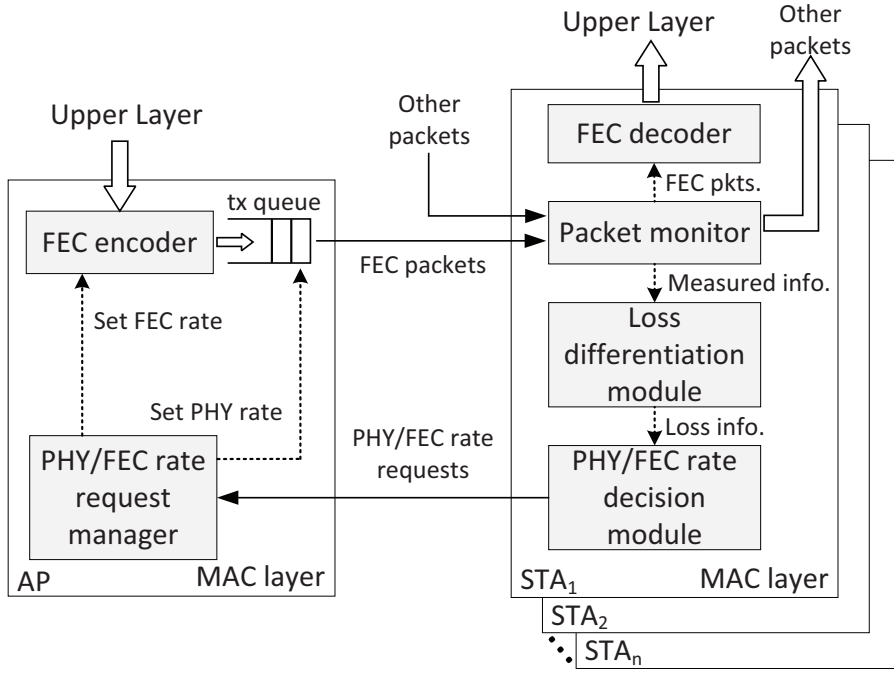 Upper Layer
FEC encoder
tx queue
Set FEC rate
Set PHY rate
PHY/FEC rate
request
manager
AP
MAC layer
Other
packets
FEC packets
PHY/FEC rate
requests
Upper Layer
Other
packets
FEC decoder
FEC pkts.
Packet monitor
Measured info.
Loss
differentiation
module
Loss info.
PHY/FEC rate
decision
module
STA₁
MAC layer
STA₂
STAₙ